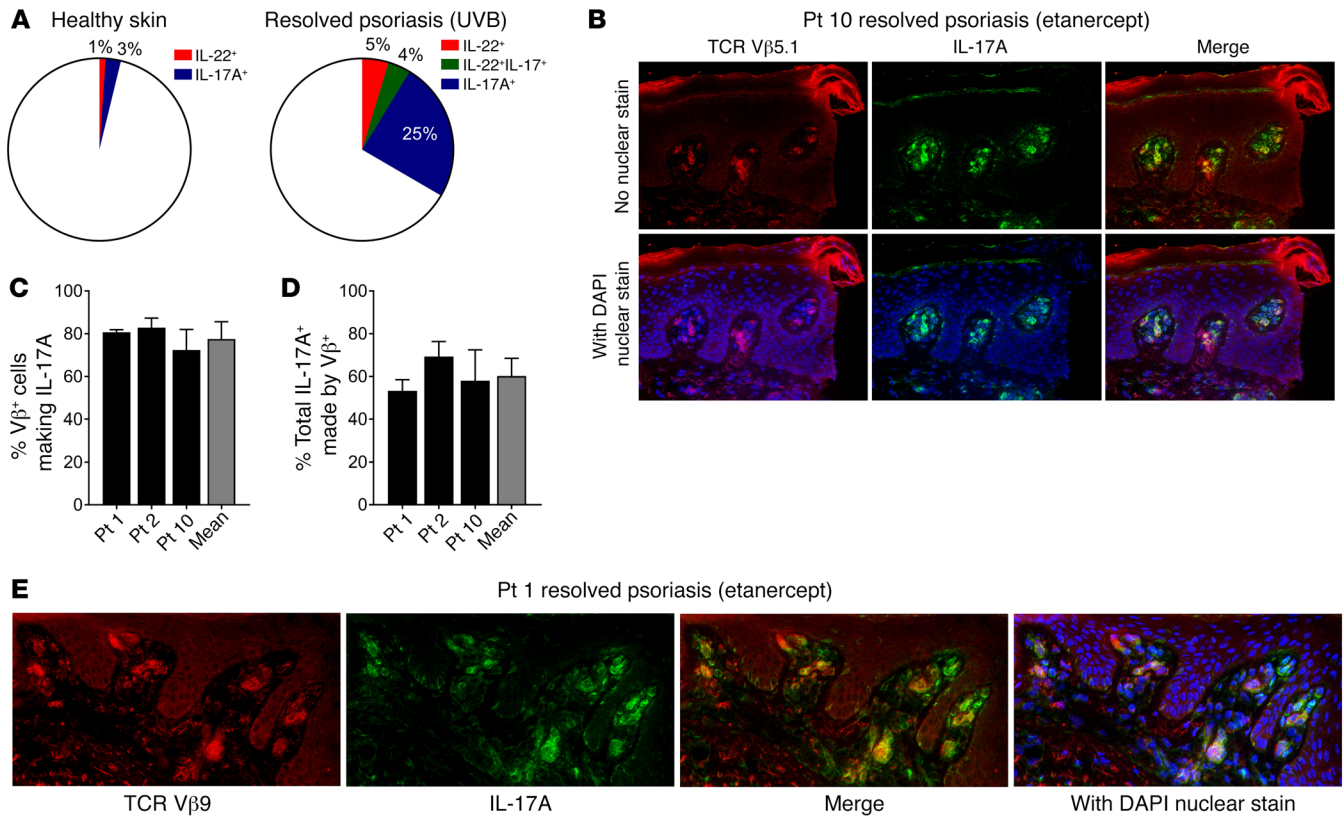 A
Healthy skin
1%
3%
IL-22+
IL-17A+
Resolved psoriasis (UVB)
5%
4%
25%
IL-22+
IL-22+IL-17+
IL-17A+
B
Pt 10 resolved psoriasis (etanercept)
TCR Vβ5.1
IL-17A
Merge
No nuclear stain
With DAPI
nuclear stain
C
% Vβ+ cells
making IL-17A
100
80
60
40
20
0
Pt 1
Pt 2
Pt 10
Mean
D
% Total IL-17A+
made by Vβ+
100
80
60
40
20
0
Pt 1
Pt 2
Pt 10
Mean
E
Pt 1 resolved psoriasis (etanercept)
TCR Vβ9
IL-17A
Merge
With DAPI nuclear stain